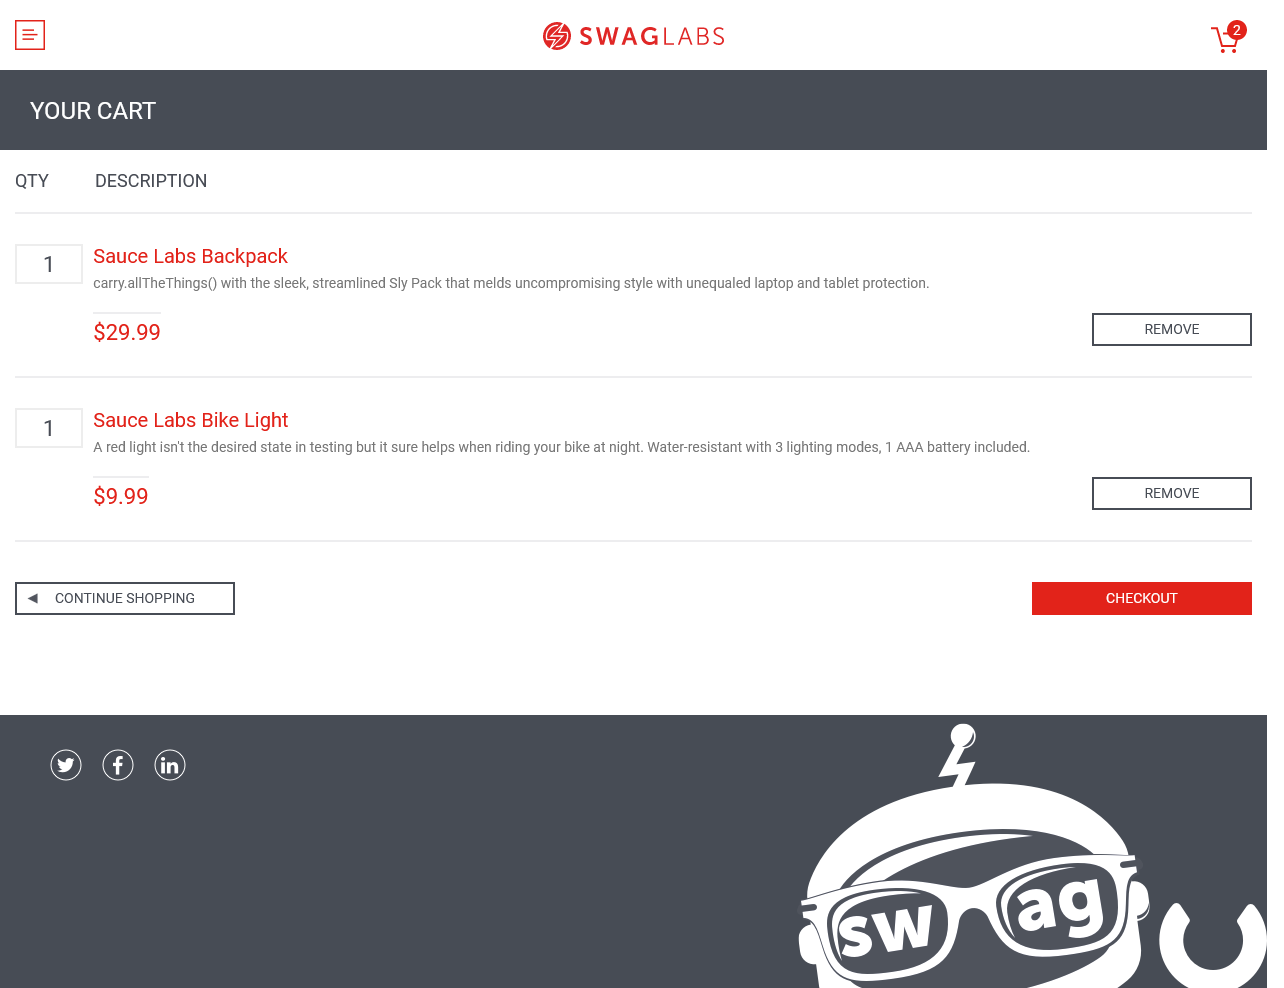 SWAGLABS
2
YOUR CART
QTY DESCRIPTION
1
Sauce Labs Backpack
carry.allTheThings() with the sleek, streamlined Sly Pack that melds uncompromising style with unequaled laptop and tablet protection.
$29.99
REMOVE
1
Sauce Labs Bike Light
A red light isn't the desired state in testing but it sure helps when riding your bike at night. Water-resistant with 3 lighting modes, 1 AAA battery included.
$9.99
REMOVE
CONTINUE SHOPPING
CHECKOUT
sw ag